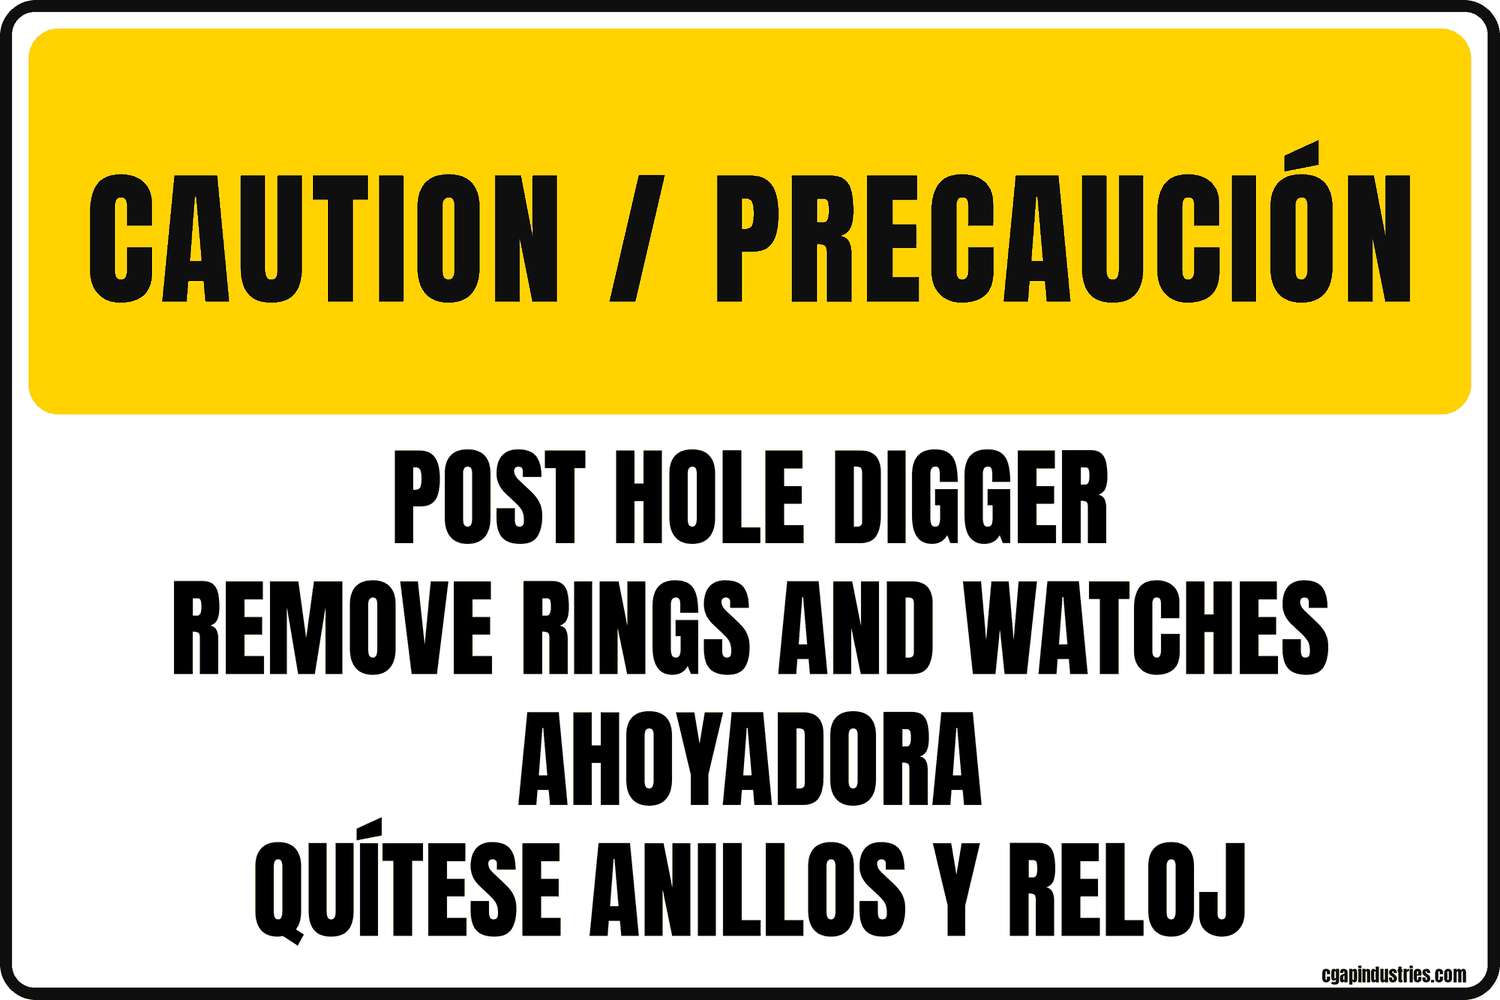 CAUTION / PRECAUCIÓN
POST HOLE DIGGER
REMOVE RINGS AND WATCHES
AHOYADORA
QUÍTESE ANILLOS Y RELOJ
cgapindustries.com